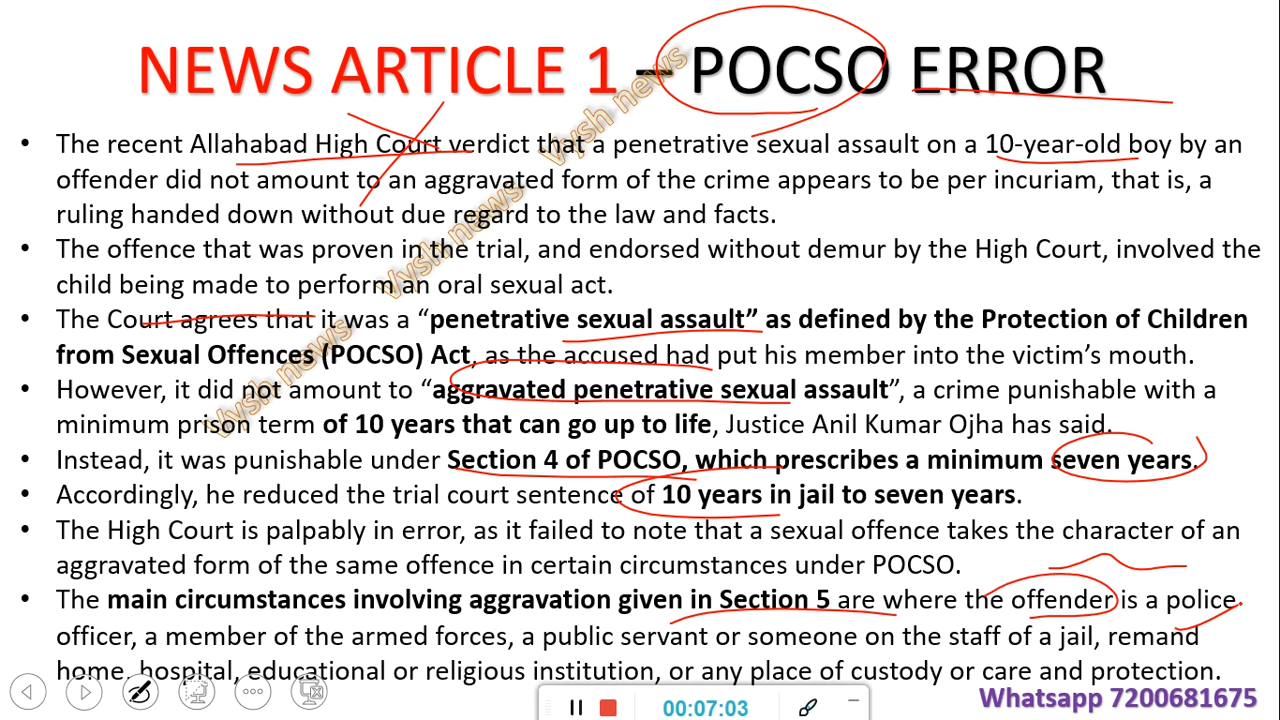 NEWS ARTICLE 1 – POCSO ERROR
• The recent Allahabad High Court verdict that a penetrative sexual assault on a 10-year-old boy by an
offender did not amount to an aggravated form of the crime appears to be per incuriam, that is, a
ruling handed down without due regard to the law and facts.
• The offence that was proven in the trial, and endorsed without demur by the High Court, involved the
child being made to perform an oral sexual act.
• The Court agrees that it was a “penetrative sexual assault” as defined by the Protection of Children
from Sexual Offences (POCSO) Act, as the accused had put his member into the victim’s mouth.
• However, it did not amount to “aggravated penetrative sexual assault”, a crime punishable with a
minimum prison term of 10 years that can go up to life, Justice Anil Kumar Ojha has said.
• Instead, it was punishable under Section 4 of POCSO, which prescribes a minimum seven years.
• Accordingly, he reduced the trial court sentence of 10 years in jail to seven years.
• The High Court is palpably in error, as it failed to note that a sexual offence takes the character of an
aggravated form of the same offence in certain circumstances under POCSO.
• The main circumstances involving aggravation given in Section 5 are where the offender is a police
officer, a member of the armed forces, a public servant or someone on the staff of a jail, remand
home, hospital, educational or religious institution, or any place of custody or care and protection.
Vysh news
Vysh news
Vysh news
Whatsapp 7200681675
00:07:03